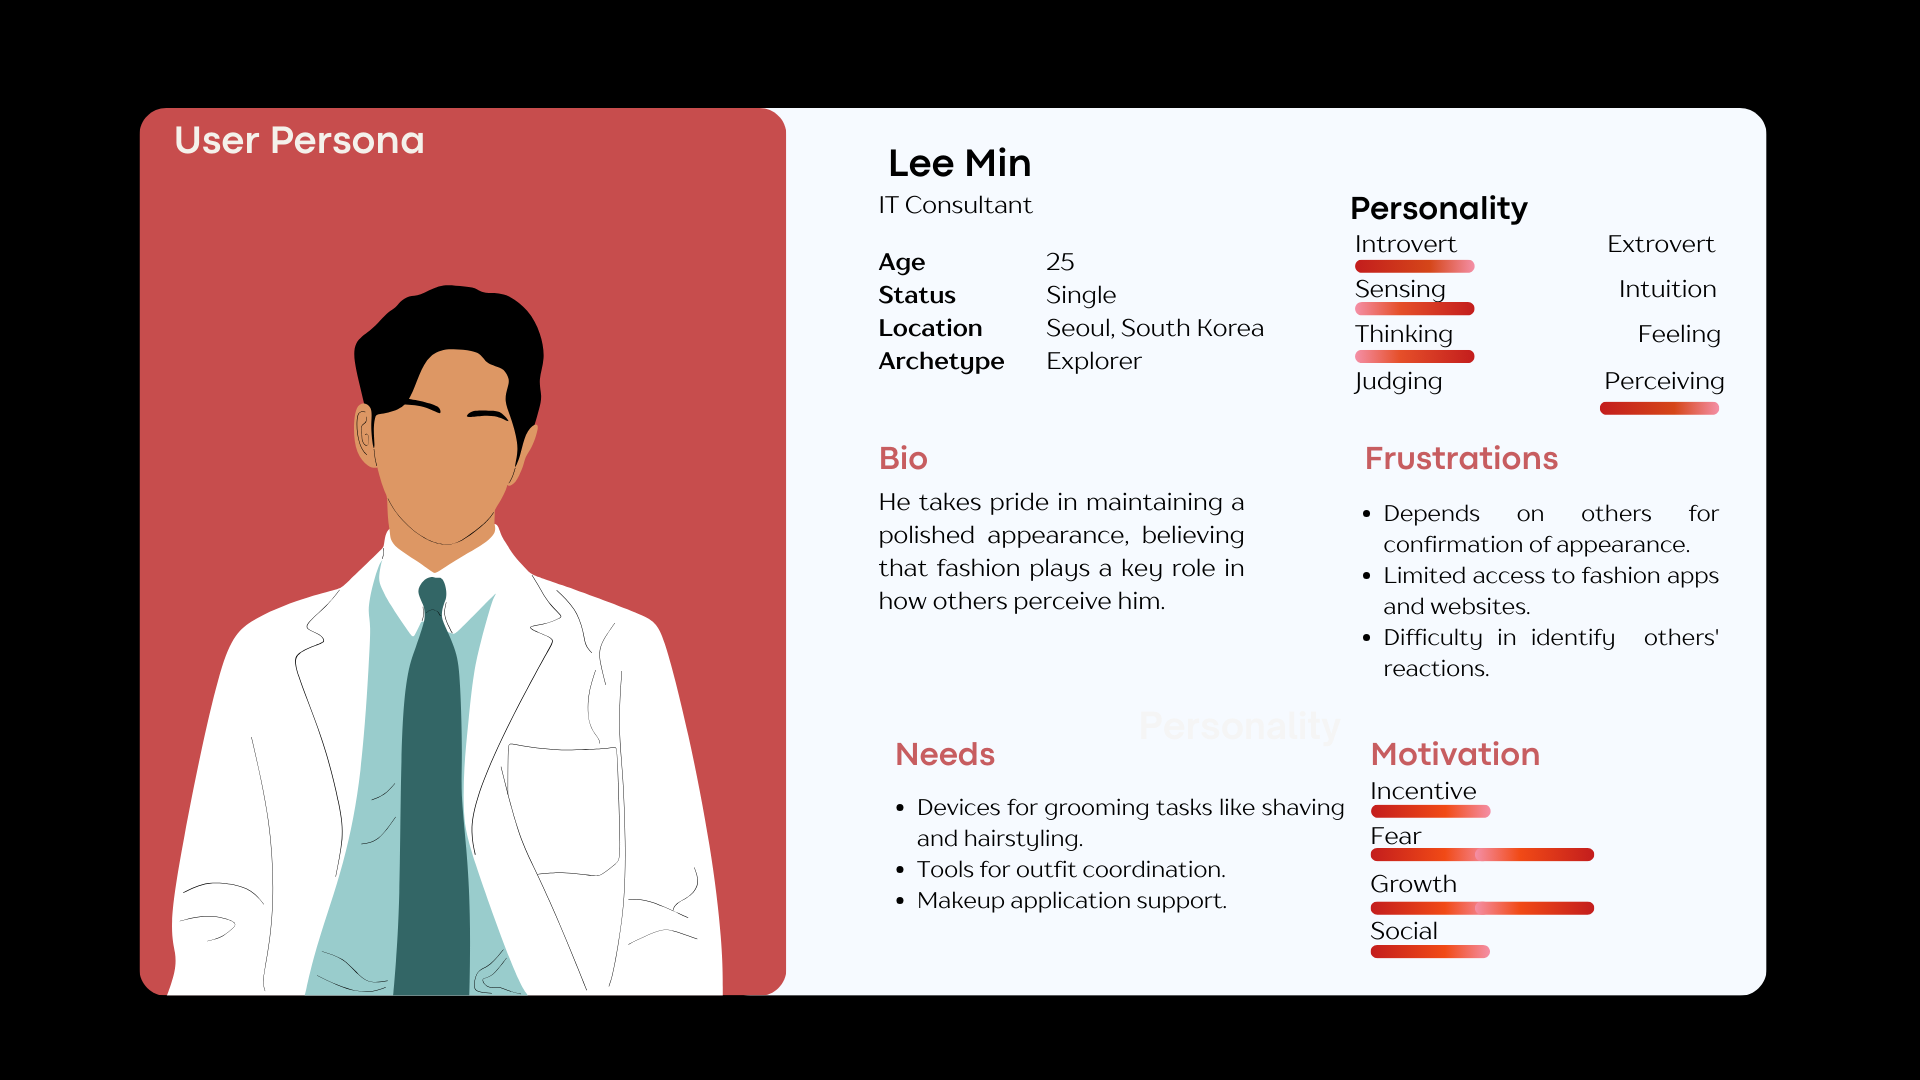 User Persona
Lee Min
IT Consultant
Age 25
Status Single
Location Seoul, South Korea
Archetype Explorer
Personality
Introvert Extrovert
Sensing Intuition
Thinking Feeling
Judging Perceiving
Bio
He takes pride in maintaining a
polished appearance, believing
that fashion plays a key role in
how others perceive him.
Frustrations
• Depends on others for
confirmation of appearance.
• Limited access to fashion apps
and websites.
• Difficulty in identify others'
reactions.
Personality
Needs
• Devices for grooming tasks like shaving
and hairstyling.
• Tools for outfit coordination.
• Makeup application support.
Motivation
Incentive
Fear
Growth
Social